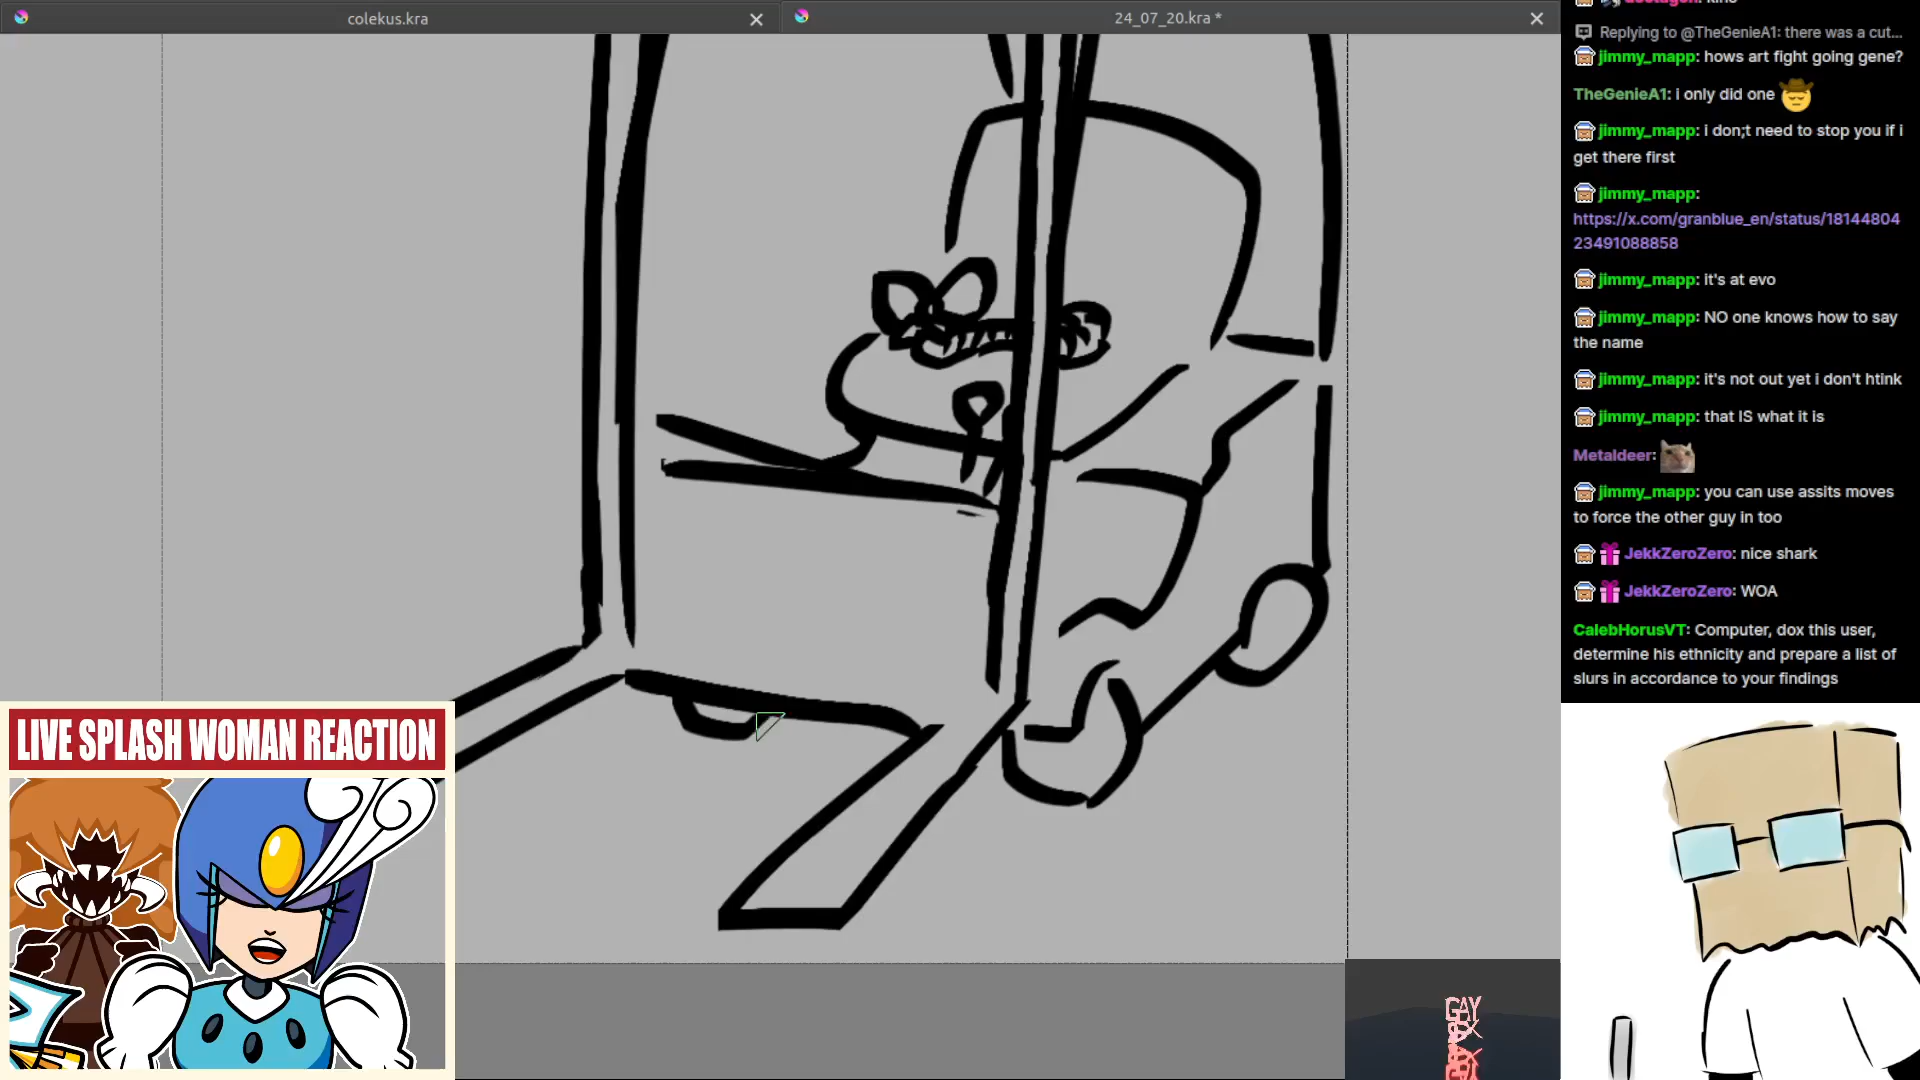 colekus.kra
24_07_20.kra *
Replying to @TheGenieA1: there was a cut...
jimmy_mapp: hows art fight going gene?
TheGenieA1: i only did one
jimmy_mapp: i don;t need to stop you if i
get there first
jimmy_mapp:
https://x.com/granblue_en/status/18144804
23491088858
jimmy_mapp: it's at evo
jimmy_mapp: NO one knows how to say
the name
jimmy_mapp: it's not out yet i don't htink
jimmy_mapp: that IS what it is
Metaldeer:
jimmy_mapp: you can use assits moves
to force the other guy in too
JekkZeroZero: nice shark
JekkZeroZero: WOA
CalebHorusVT: Computer, dox this user,
determine his ethnicity and prepare a list of
slurs in accordance to your findings
LIVE SPLASH WOMAN REACTION
GAY